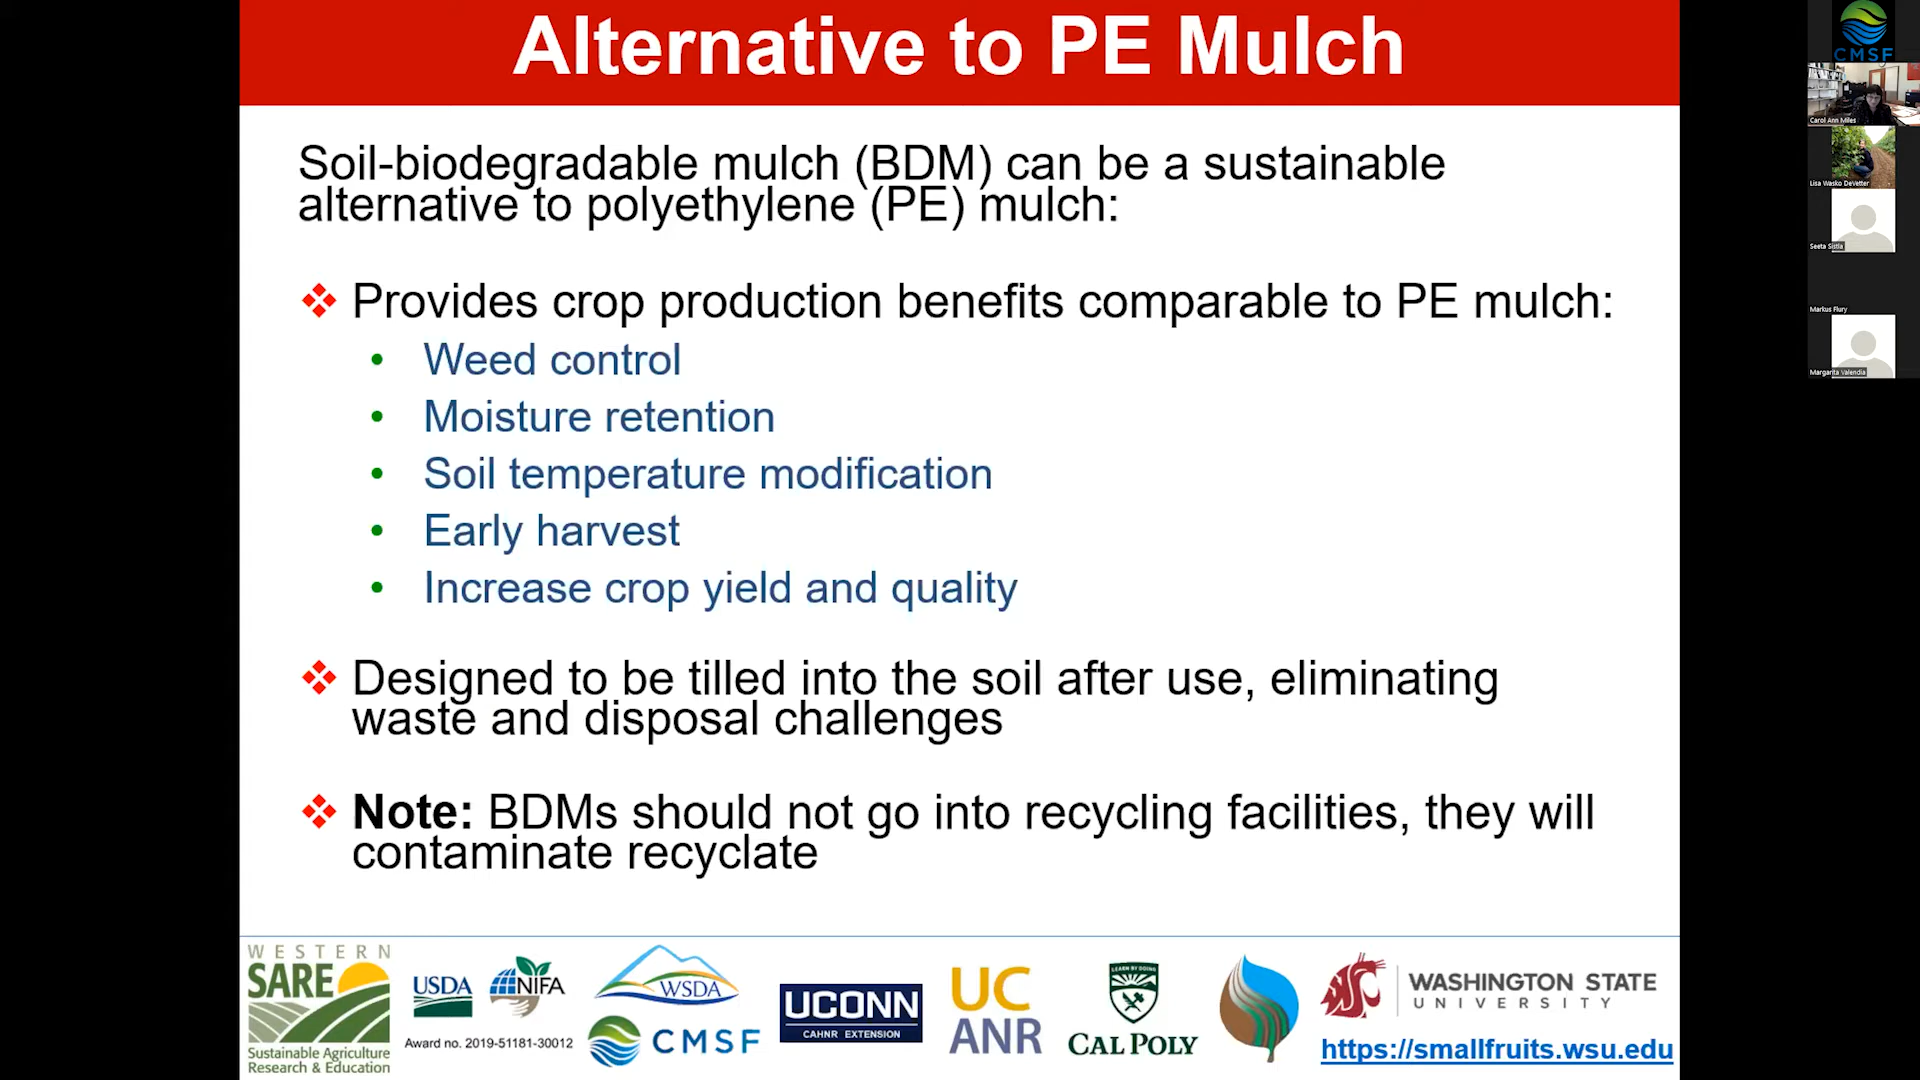 Alternative to PE Mulch
Soil-biodegradable mulch (BDM) can be a sustainable
alternative to polyethylene (PE) mulch:
❖ Provides crop production benefits comparable to PE mulch:
• Weed control
• Moisture retention
• Soil temperature modification
• Early harvest
• Increase crop yield and quality
❖ Designed to be tilled into the soil after use, eliminating
waste and disposal challenges
❖ Note: BDMs should not go into recycling facilities, they will
contaminate recyclate
WESTERN
SARE
Sustainable Agriculture
Research & Education
USDA
NIFA
Award no. 2019-51181-30012
WSDA
CMSF
UCONN
CAHNR EXTENSION
UC
ANR
LEARN BY DOING
CAL POLY
WASHINGTON STATE
UNIVERSITY
https://smallfruits.wsu.edu
CMSF
Carol Ann Miles
Lisa Wasko DeVetter
Seeta Sistla
Markus Flury
Margarita Valendia